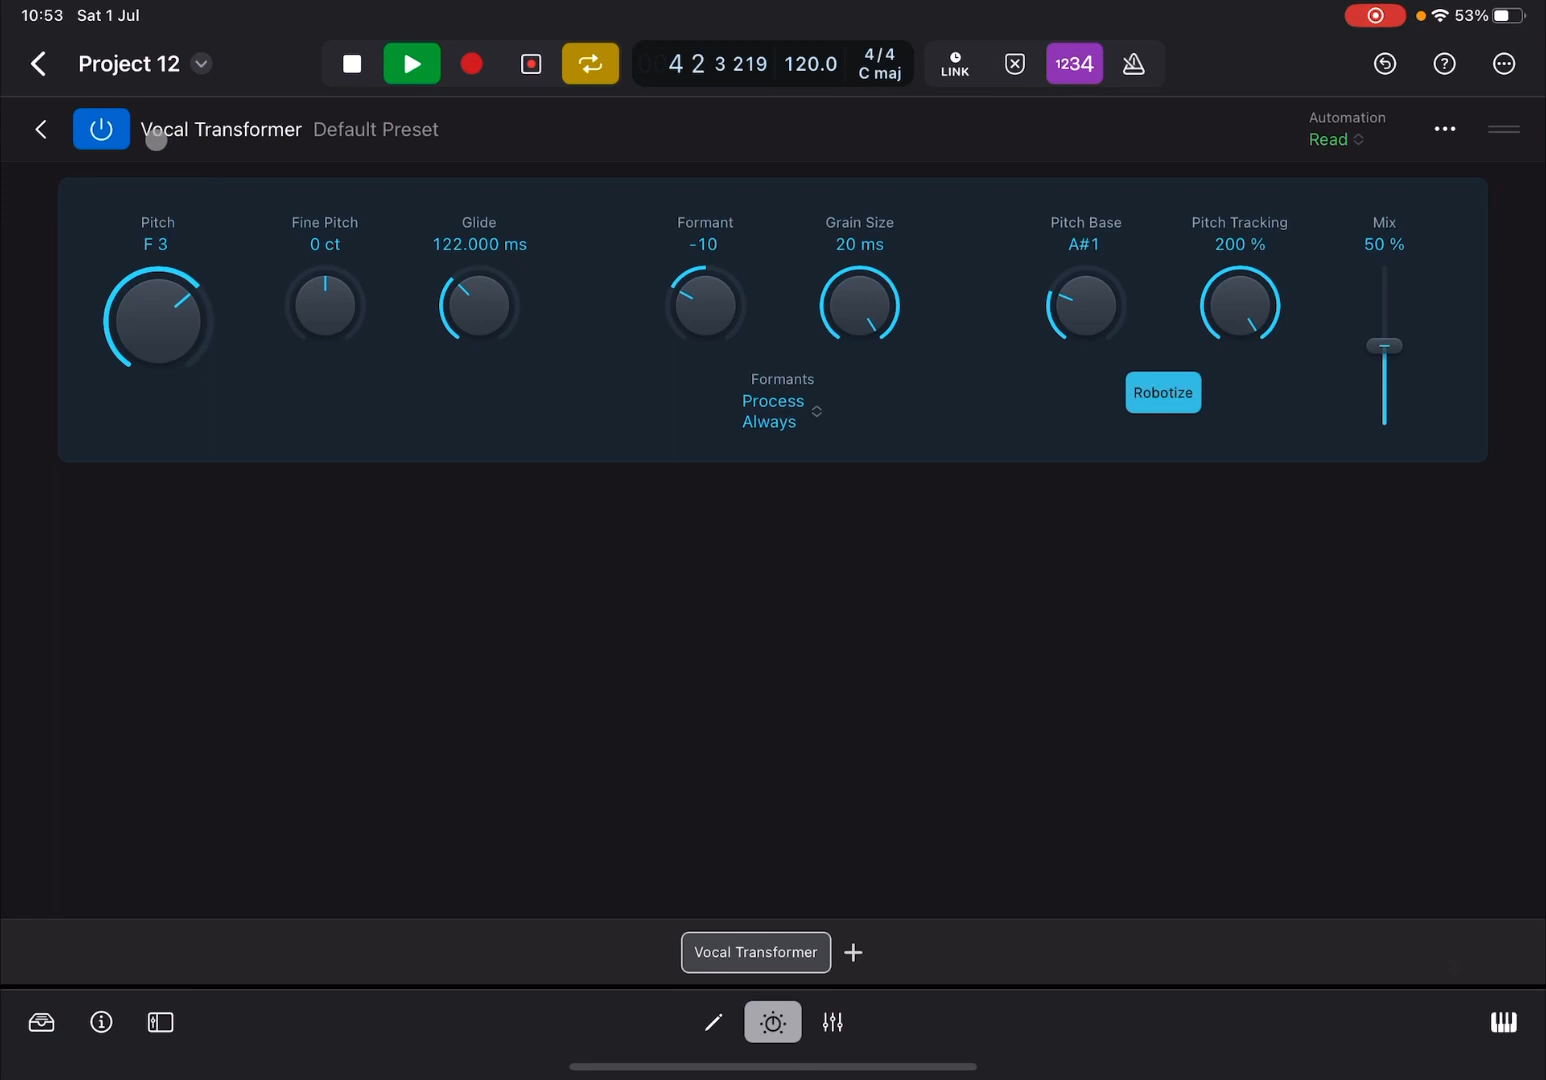 10:53 Sat 1 Jul 53%
Project 12
4 2 3 219 120.0 4/4
C maj
LINK
1234
Vocal Transformer Default Preset
Automation
Read
Pitch Fine Pitch Glide Formant Grain Size Pitch Base Pitch Tracking Mix
F 3 0 ct 122.000 ms -10 20 ms A#1 200 % 50 %
Formants
Process
Always
Robotize
Vocal Transformer